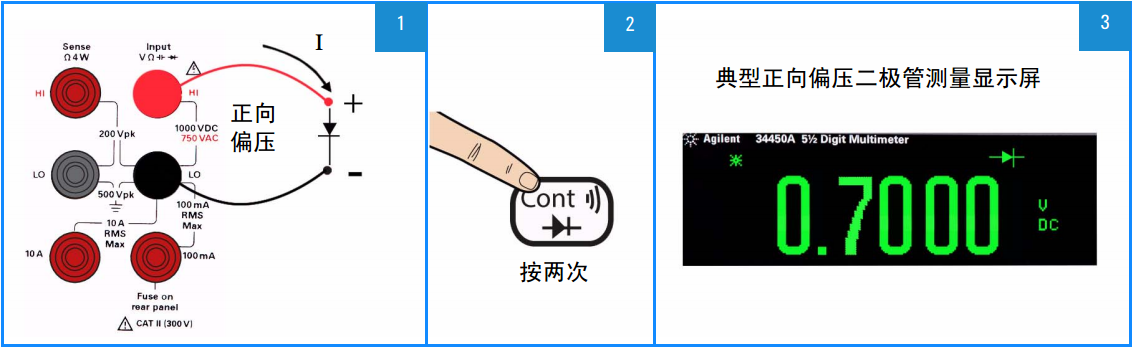 1
Sense
Ω 4 W
Input
V Ω
I
HI
HI
正向
偏压
+
200 Vpk
1000 VDC
750 VAC
LO
LO
-
500 Vpk
100 mA
RMS
Max
10 A
RMS
Max
10 A
100 mA
Fuse on
rear panel
CAT II (300 V)
2
Cont
按两次
3
典型正向偏压二极管测量显示屏
Agilent 34450A 5½ Digit Multimeter
*
0.7000
V
DC